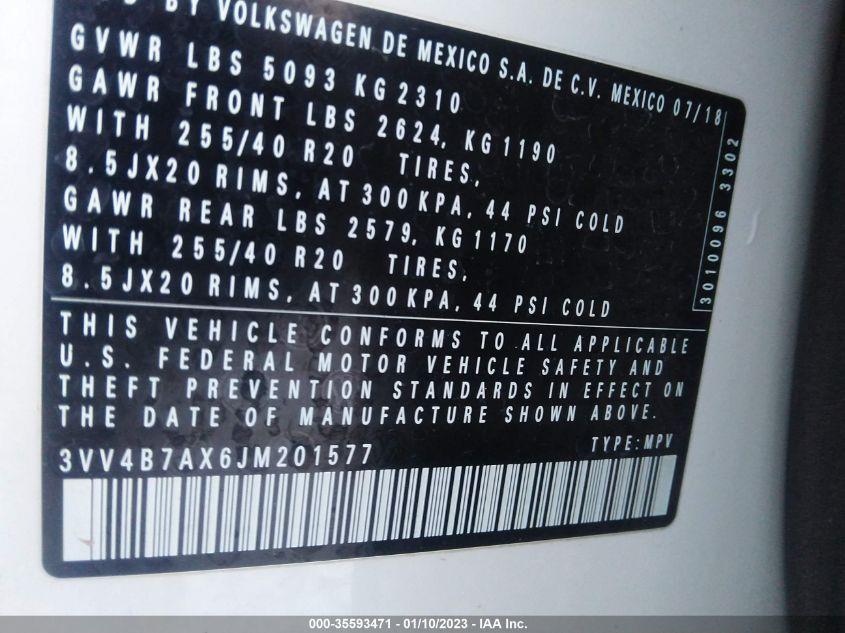 BY VOLKSWAGEN DE MEXICO S.A. DE C.V. MEXICO 07/18
GVWR LBS 5093 KG 2310
GAWR FRONT LBS 2624, KG 1190
WITH 255/40 R20 TIRES,
8.5JX20 RIMS, AT 300 KPA, 44 PSI COLD
GAWR REAR LBS 2579, KG 1170
WITH 255/40 R20 TIRES,
8.5JX20 RIMS, AT 300 KPA, 44 PSI COLD
3010096 3302
THIS VEHICLE CONFORMS TO ALL APPLICABLE
U.S. FEDERAL MOTOR VEHICLE SAFETY AND
THEFT PREVENTION STANDARDS IN EFFECT ON
THE DATE OF MANUFACTURE SHOWN ABOVE.
TYPE: MPV
3VV4B7AX6JM201577
000-35593471 - 01/10/2023 - IAA Inc.